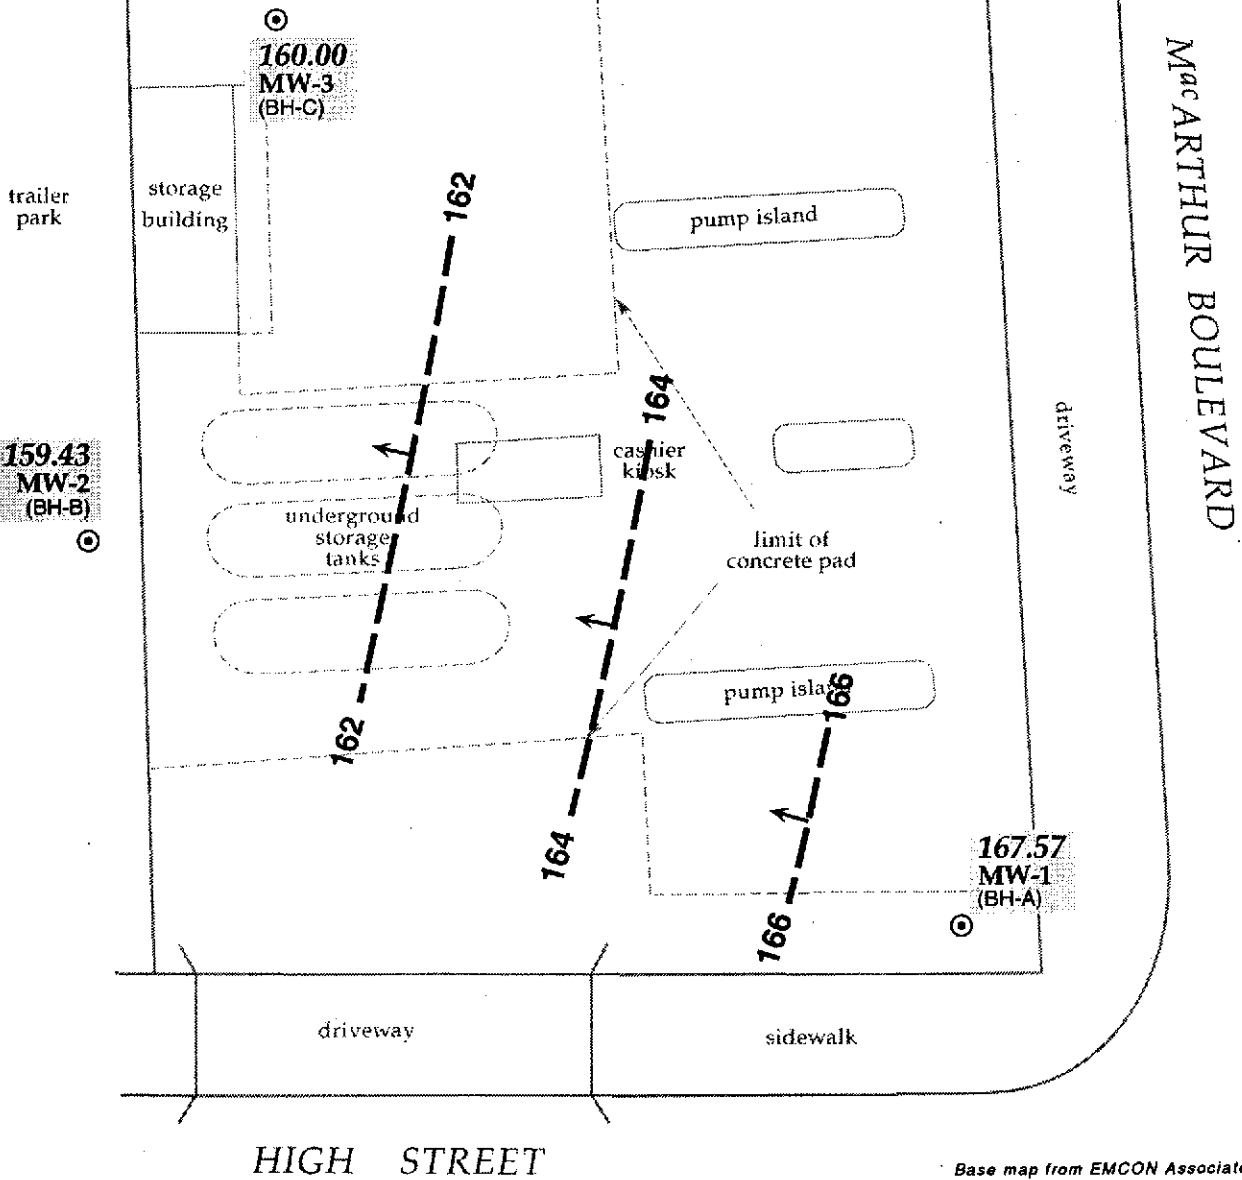 160.00
MW-3
(BH-C)
MacARTHUR BOULEVARD
trailer
park
storage
building
162
pump island
164
159.43
MW-2
(BH-B)
cashier
kiosk
driveway
underground
storage
tanks
limit of
concrete pad
pump island
166
162
164
167.57
MW-1
(BH-A)
166
driveway
sidewalk
HIGH STREET
Base map from EMCON Associate